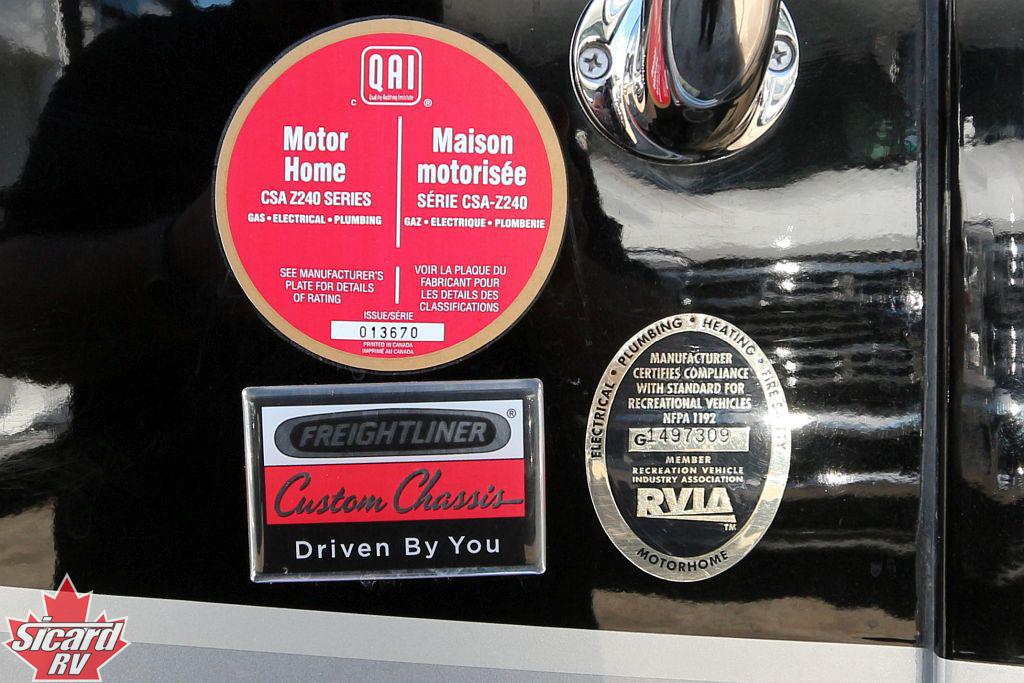 QAI
Quality Auditing Institute
C ®
Motor
Home
CSA Z240 SERIES
GAS • ELECTRICAL • PLUMBING
Maison
motorisée
SÉRIE CSA-Z240
GAZ • ELECTRIQUE • PLOMBERIE
SEE MANUFACTURER'S
PLATE FOR DETAILS
OF RATING
VOIR LA PLAQUE DU
FABRICANT POUR
LES DETAILS DES
CLASSIFICATIONS
ISSUE/SÉRIE
013670
PRINTED IN CANADA
IMPRIMÉ AU CANADA
FREIGHTLINER®
Custom Chassis
Driven By You
ELECTRICAL • PLUMBING • HEATING • FIRE SAFETY
MANUFACTURER
CERTIFIES COMPLIANCE
WITH STANDARD FOR
RECREATIONAL VEHICLES
NFPA 1192
G1497309
MEMBER
RECREATION VEHICLE
INDUSTRY ASSOCIATION
RVIA
TM
MOTORHOME
Sicard
RV